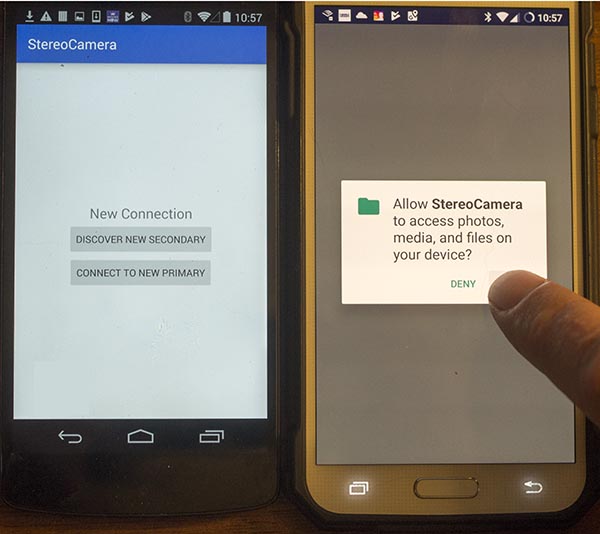 10:57
StereoCamera
New Connection
DISCOVER NEW SECONDARY
CONNECT TO NEW PRIMARY
10:57
Allow StereoCamera
to access photos,
media, and files on
your device?
DENY